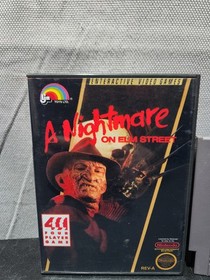 INTERACTIVE VIDEO GAMES
A Nightmare
ON ELM STREET
4
FOUR
PLAYER
GAME
Nintendo
REV-A